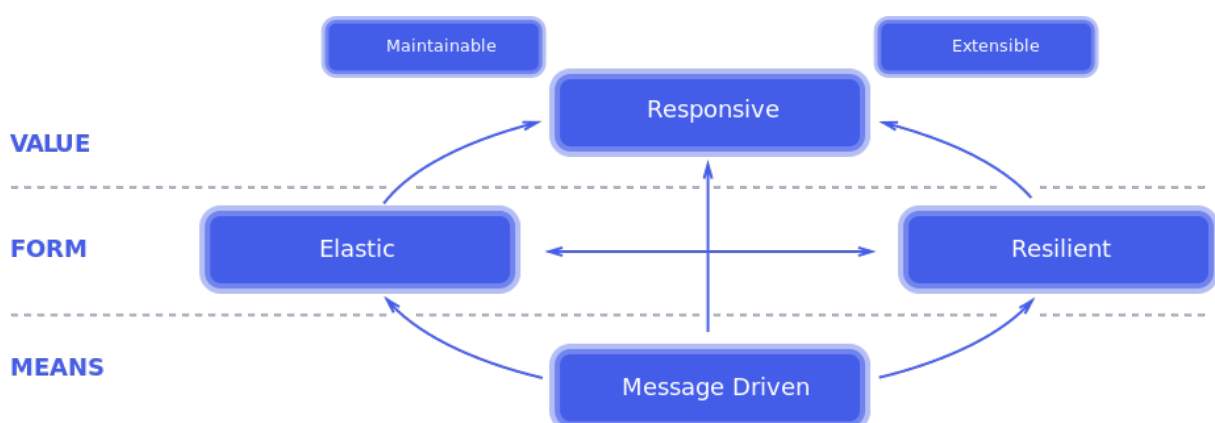 Maintainable
Extensible
Responsive
VALUE
FORM
Elastic
Resilient
MEANS
Message Driven